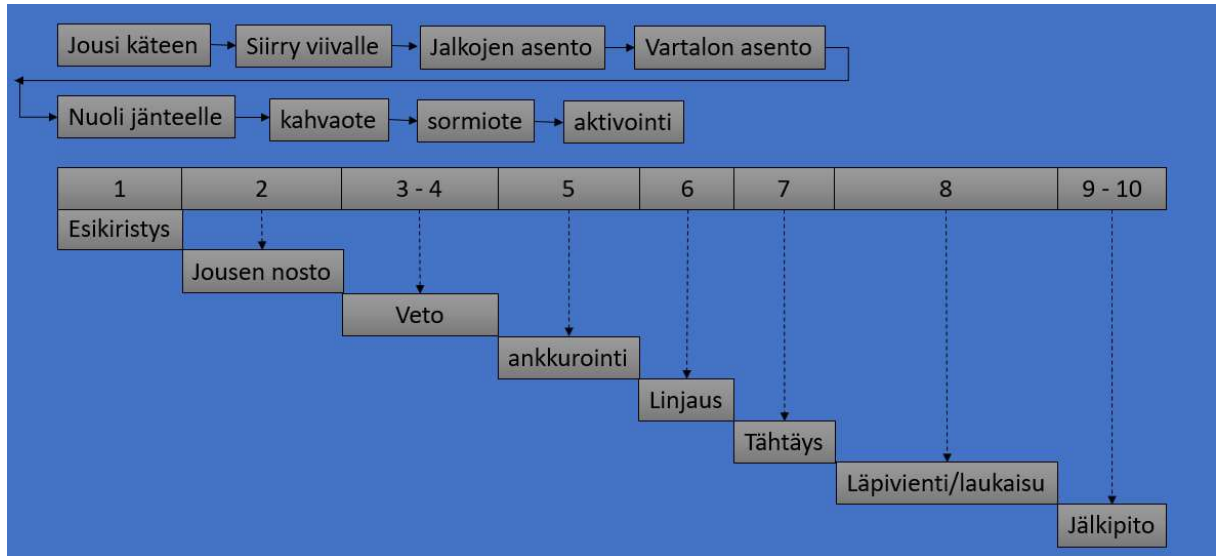 Jousi käteen
Siirry viivalle
Jalkojen asento
Vartalon asento
Nuoli jänteelle
kahvaote
sormiote
aktivointi
1 2 3 - 4 5 6 7 8 9 - 10
Esikiristys
Jousen nosto
Veto
ankkurointi
Linjaus
Tähtäys
Läpivienti/laukaisu
Jälkipito